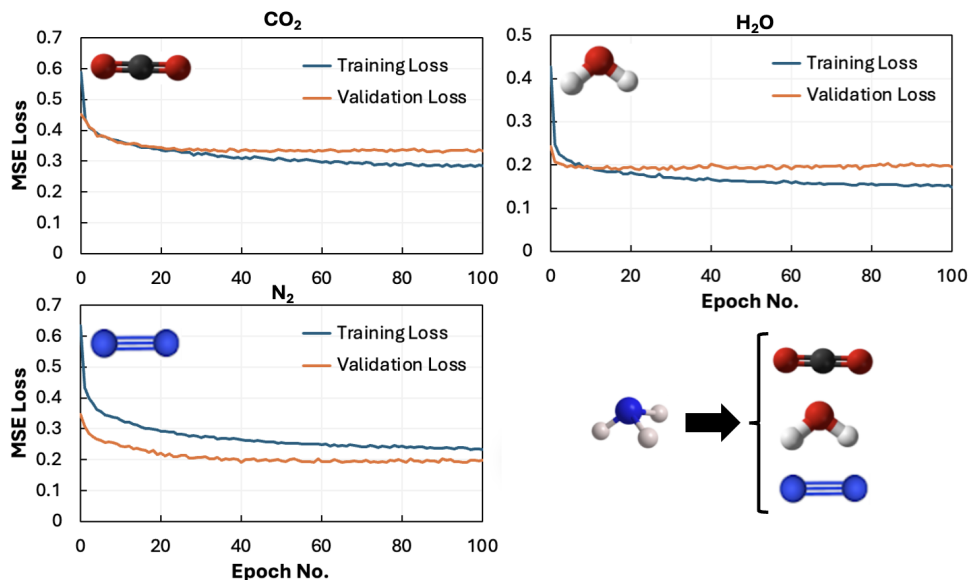 CO₂
MSE Loss
0.7
0.6
0.5
0.4
0.3
0.2
0.1
0
Training Loss
Validation Loss
0 20 40 60 80 100
H₂O
0.5
0.4
0.3
0.2
0.1
0
Training Loss
Validation Loss
0 20 40 60 80 100
Epoch No.
N₂
MSE Loss
0.7
0.6
0.5
0.4
0.3
0.2
0.1
0
Training Loss
Validation Loss
0 20 40 60 80 100
Epoch No.